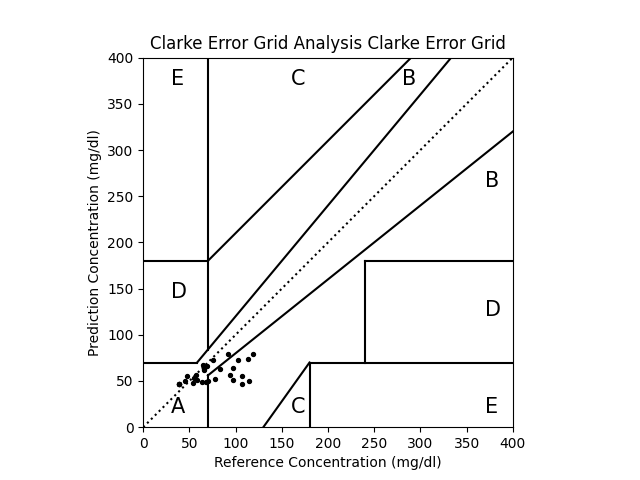 Clarke Error Grid Analysis Clarke Error Grid
400
350
300
250
200
150
100
50
0
Prediction Concentration (mg/dl)
E
C
B
B
D
D
A
C
E
0 50 100 150 200 250 300 350 400
Reference Concentration (mg/dl)